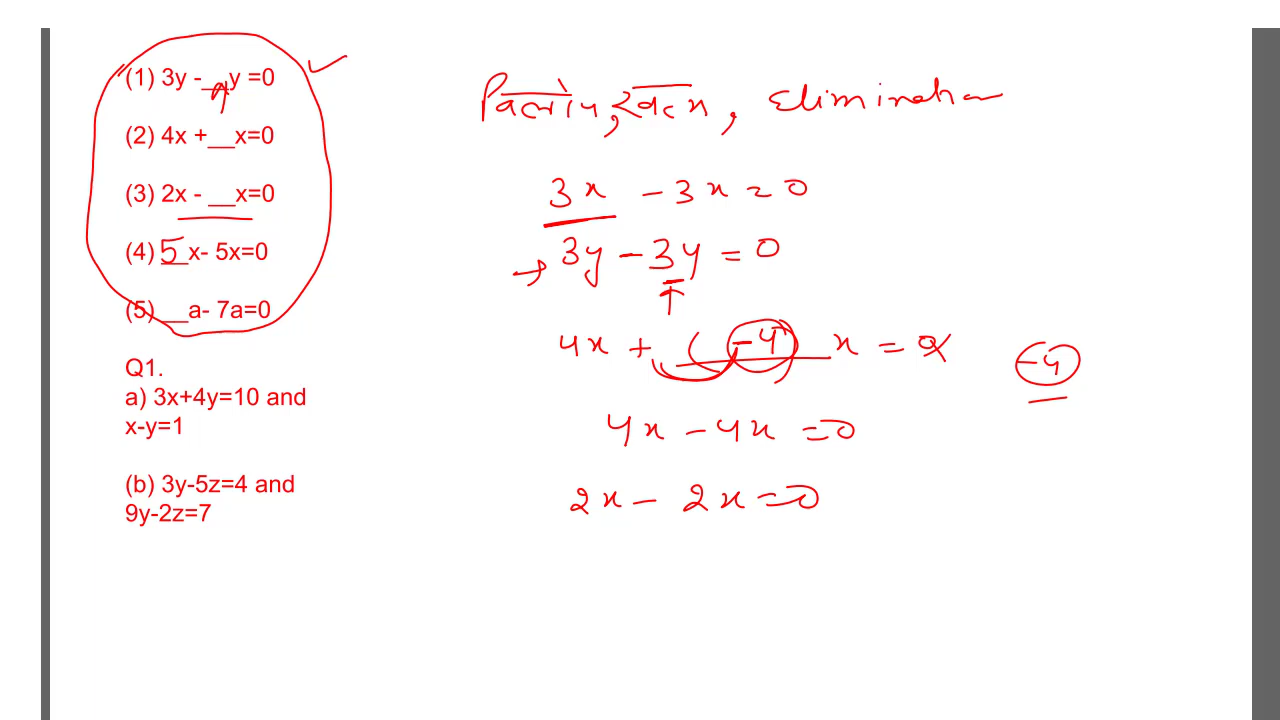 (1) 3y -__y =0
(2) 4x +__x=0
(3) 2x - __x=0
(4) 5x- 5x=0
(5) __a- 7a=0
Q1.
a) 3x+4y=10 and
x-y=1
(b) 3y-5z=4 and
9y-2z=7
, Elimination
3x - 3x = 0
→ 3y - 3y = 0
↑
4x + (-4) x = 0
-4
4x - 4x = 0
2x - 2x = 0